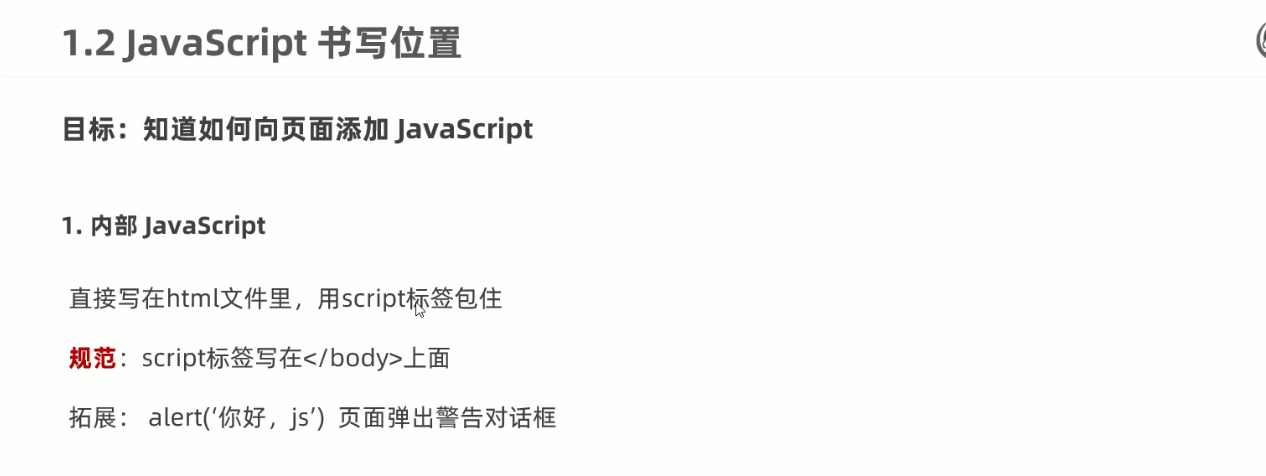 1.2 JavaScript 书写位置
目标：知道如何向页面添加 JavaScript
1. 内部 JavaScript
直接写在html文件里，用script标签包住
规范：script标签写在</body>上面
拓展： alert(‘你好，js’) 页面弹出警告对话框